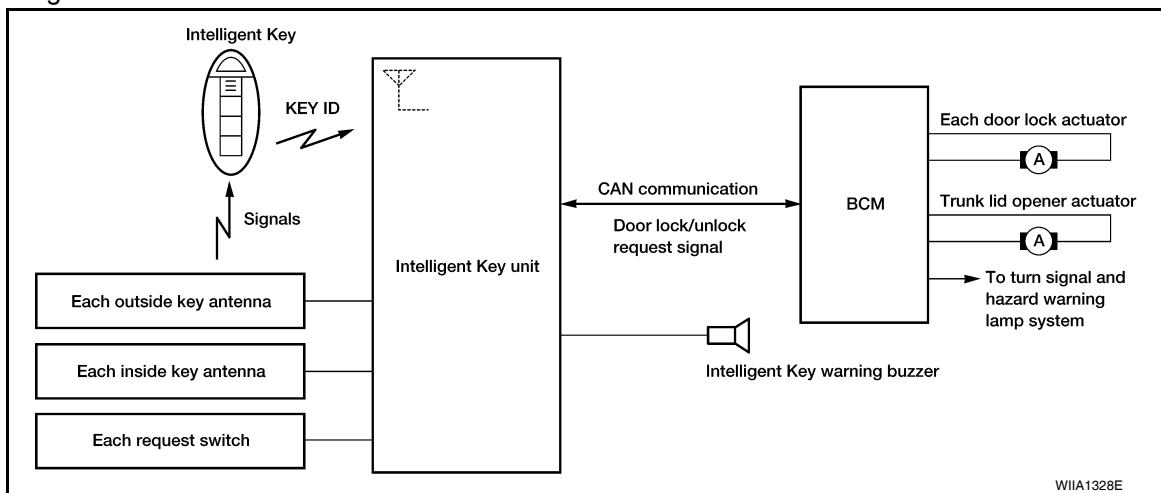 Intelligent Key
KEY ID
Signals
Each outside key antenna
Each inside key antenna
Each request switch
Intelligent Key unit
CAN communication
Door lock/unlock
request signal
Intelligent Key warning buzzer
BCM
Each door lock actuator
A
Trunk lid opener actuator
A
To turn signal and
hazard warning
lamp system
WIIA1328E